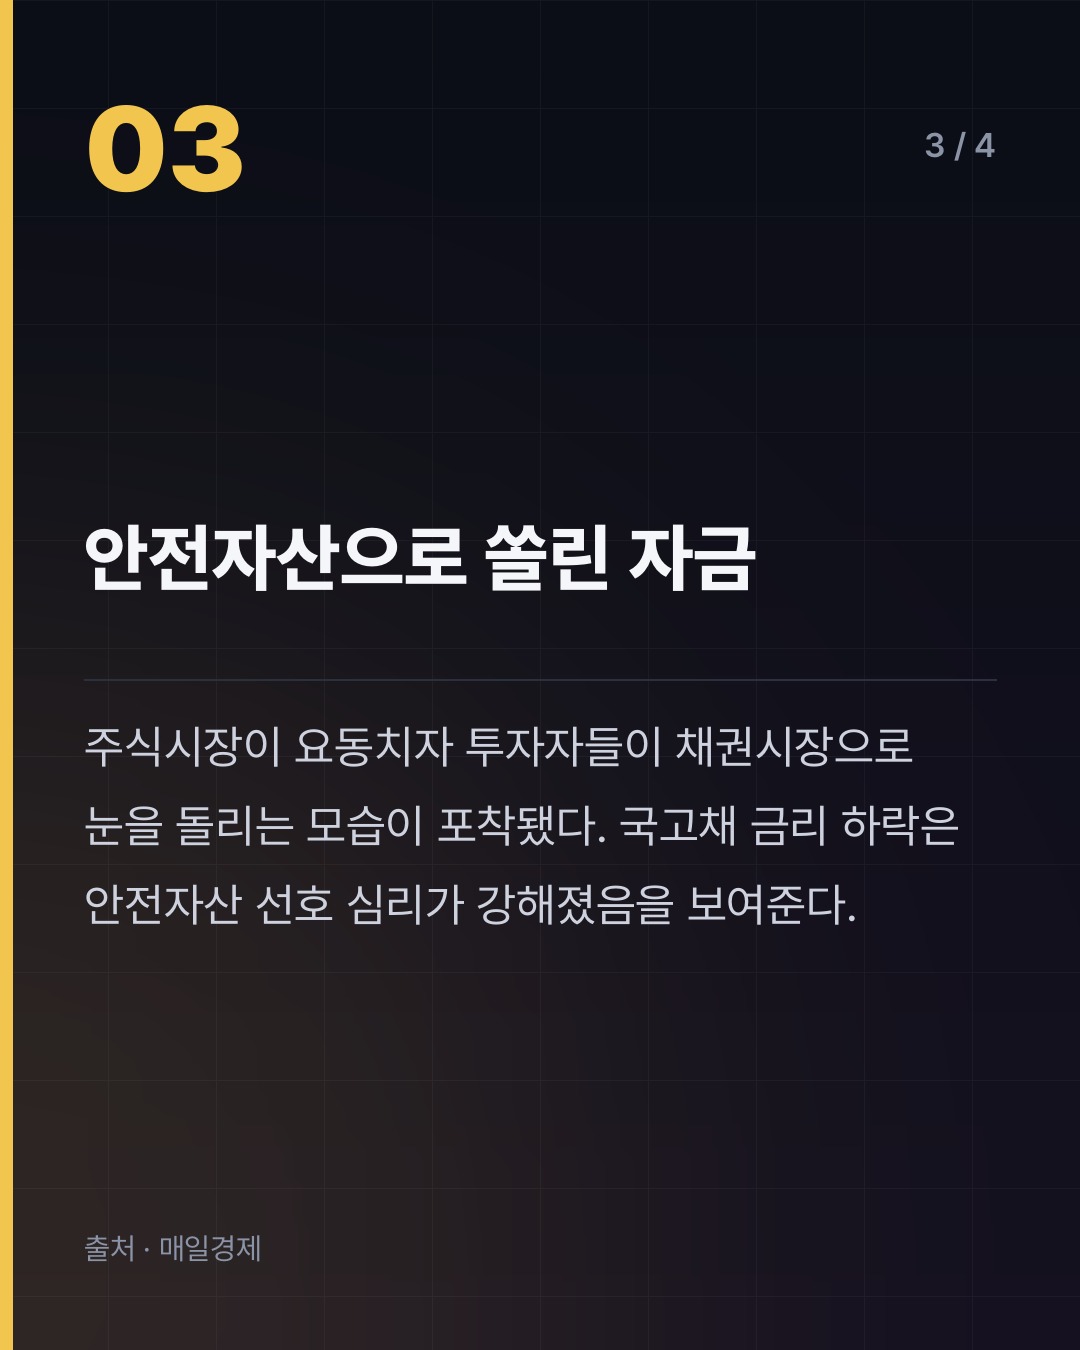 03
3 / 4
안전자산으로 쏠린 자금
주식시장이 요동치자 투자자들이 채권시장으로
눈을 돌리는 모습이 포착됐다. 국고채 금리 하락은
안전자산 선호 심리가 강해졌음을 보여준다.
출처 · 매일경제